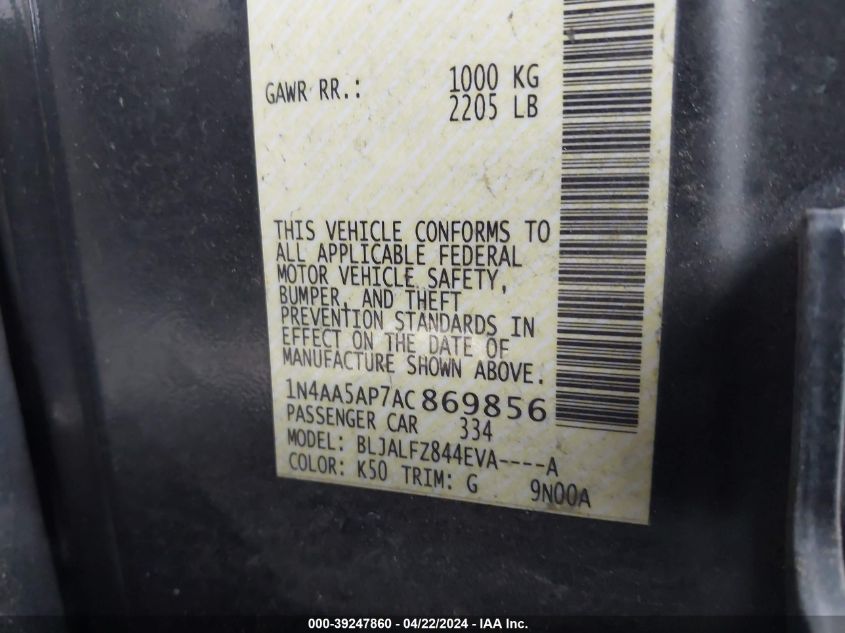 GAWR RR.: 1000 KG
2205 LB
THIS VEHICLE CONFORMS TO
ALL APPLICABLE FEDERAL
MOTOR VEHICLE SAFETY,
BUMPER, AND THEFT
PREVENTION STANDARDS IN
EFFECT ON THE DATE OF
MANUFACTURE SHOWN ABOVE.
1N4AA5AP7AC869856
PASSENGER CAR 334
MODEL: BLJALFZ844EVA----A
COLOR: K50 TRIM: G 9N00A
000-39247860 - 04/22/2024 - IAA Inc.